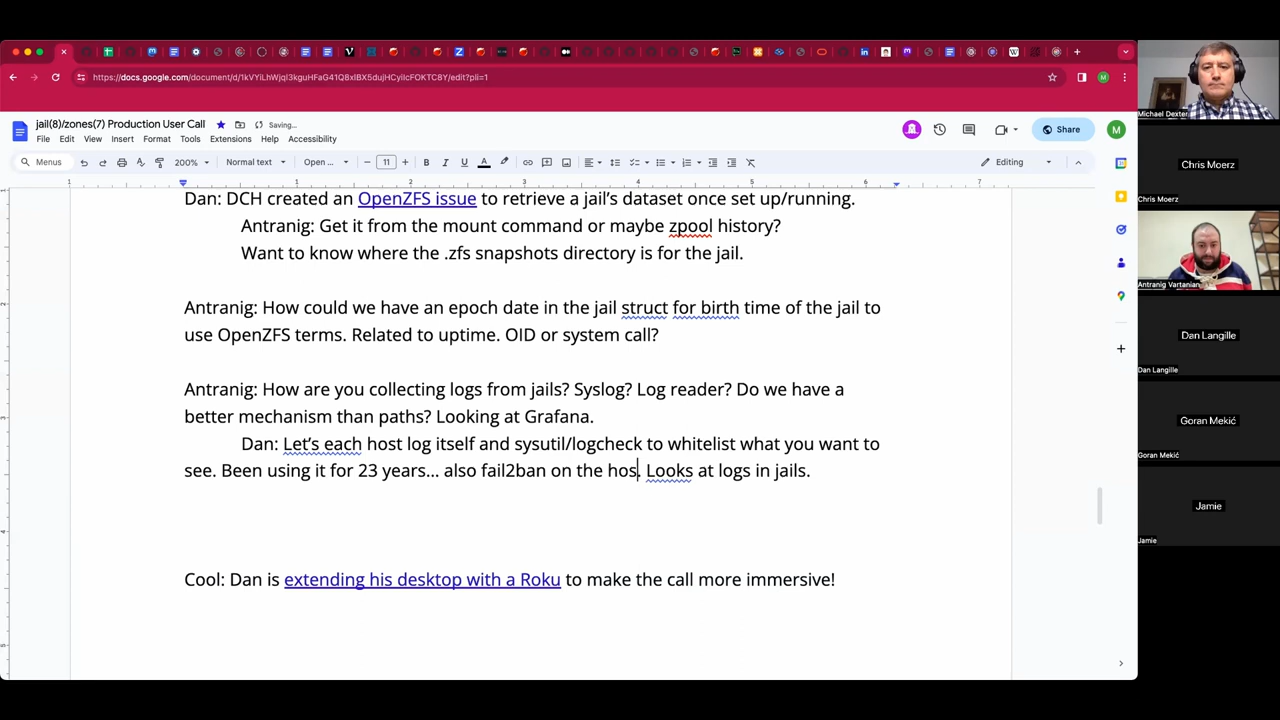 https://docs.google.com/document/d/1kVYiLhWjqI3kguHFaG41Q8xIBX5dujHCyiIcFOKTC8Y/edit?pli=1
jail(8)/zones(7) Production User Call
Saving...
File Edit View Insert Format Tools Extensions Help Accessibility
Share
M
Menus
200%
Normal text
Open ...
11
Editing
Dan: DCH created an OpenZFS issue to retrieve a jail’s dataset once set up/running.
Antranig: Get it from the mount command or maybe zpool history?
Want to know where the .zfs snapshots directory is for the jail.
Antranig: How could we have an epoch date in the jail struct for birth time of the jail to
use OpenZFS terms. Related to uptime. OID or system call?
Antranig: How are you collecting logs from jails? Syslog? Log reader? Do we have a
better mechanism than paths? Looking at Grafana.
Dan: Let’s each host log itself and sysutil/logcheck to whitelist what you want to
see. Been using it for 23 years... also fail2ban on the hos. Looks at logs in jails.
Cool: Dan is extending his desktop with a Roku to make the call more immersive!
Michael Dexter
Chris Moerz
Chris Moerz
Antranig Vartanian
Dan Langille
Dan Langille
Goran Mekić
Goran Mekić
Jamie
Jamie